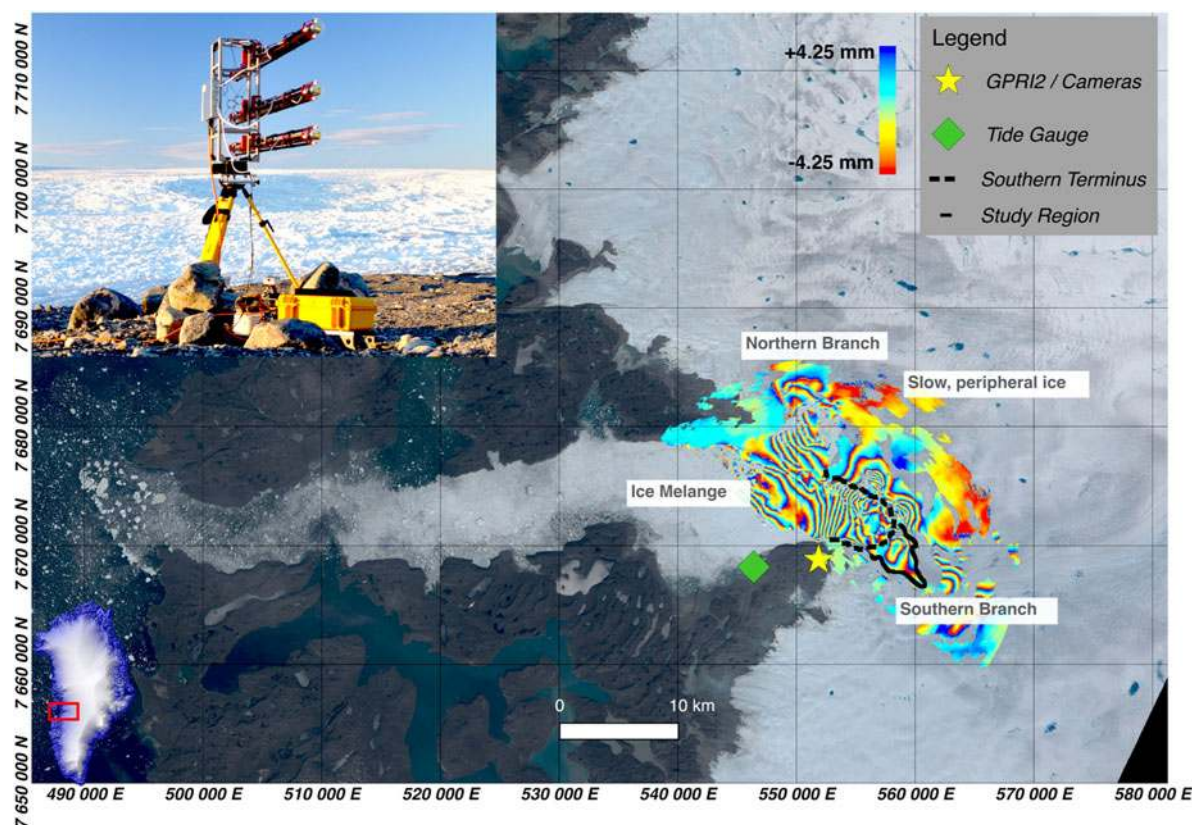 +4.25 mm
-4.25 mm
Legend
GPRI2 / Cameras
Tide Gauge
Southern Terminus
Study Region
Northern Branch
Slow, peripheral ice
Ice Melange
Southern Branch
0 10 km
7 710 000 N
7 700 000 N
7 690 000 N
7 680 000 N
7 670 000 N
7 660 000 N
7 650 000 N
490 000 E 500 000 E 510 000 E 520 000 E 530 000 E 540 000 E 550 000 E 560 000 E 570 000 E 580 000 E